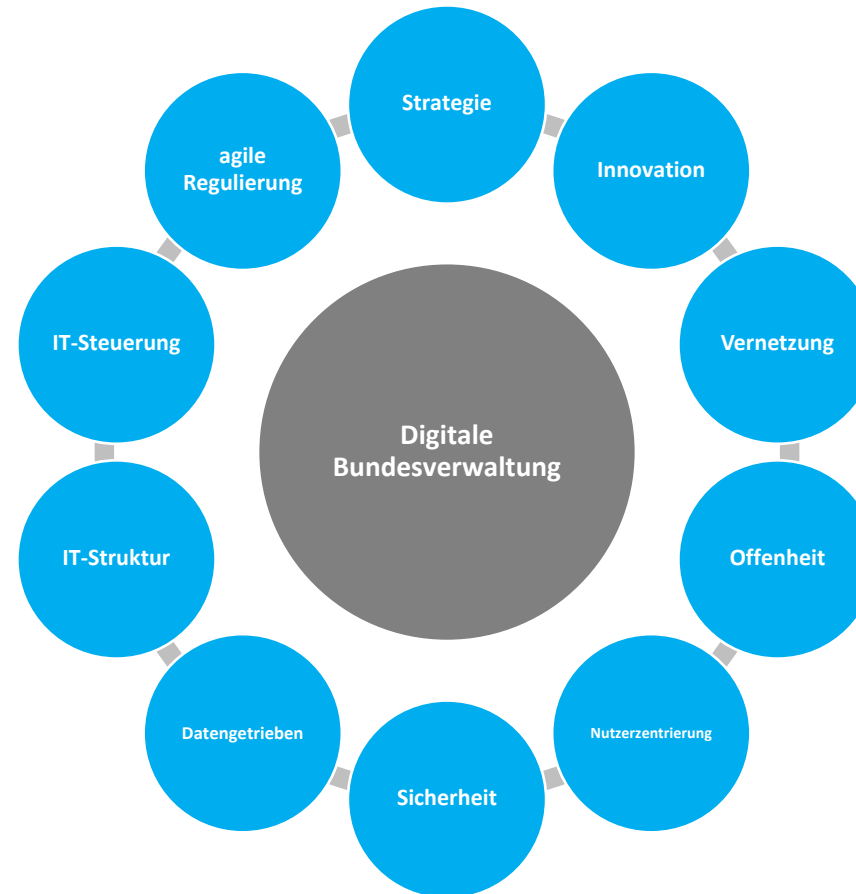 Strategie
Innovation
Vernetzung
Offenheit
Nutzerzentrierung
Sicherheit
Datengetrieben
IT-Struktur
IT-Steuerung
agile
Regulierung
Digitale
Bundesverwaltung